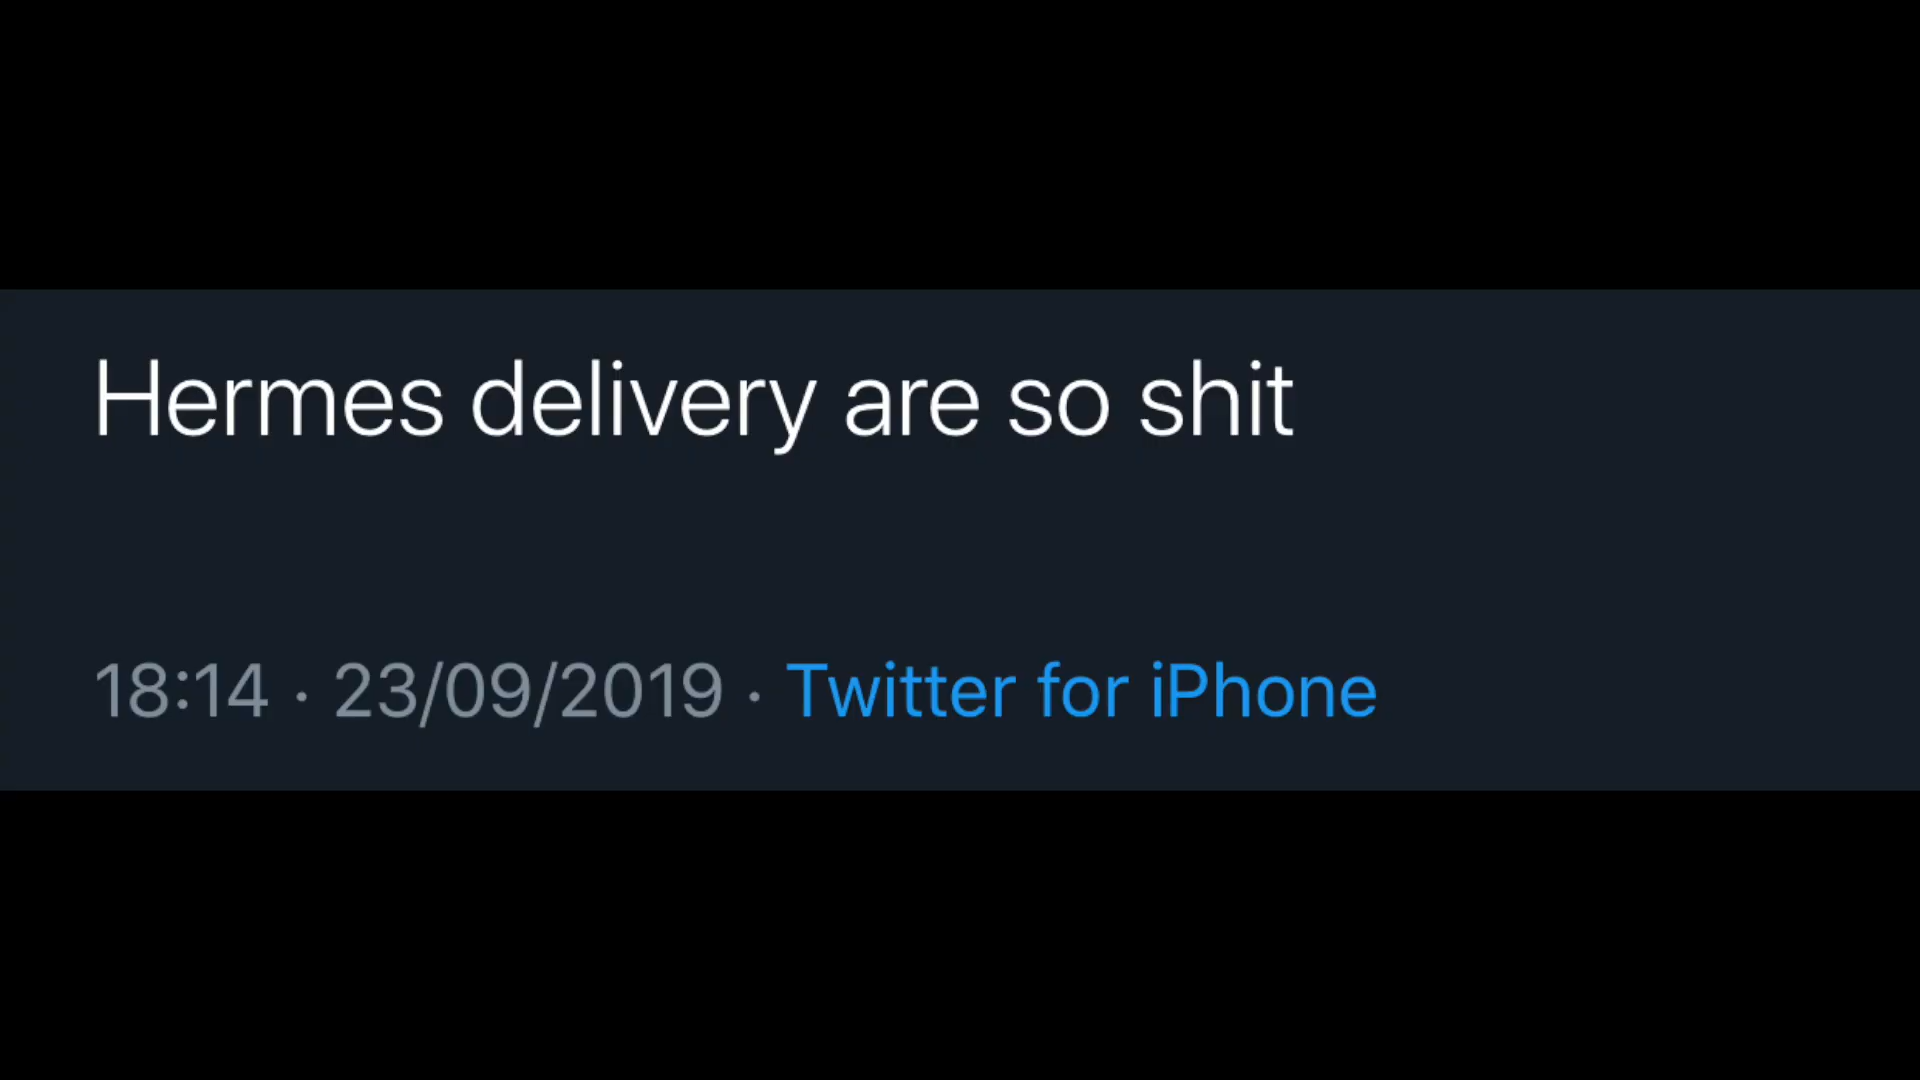 Hermes delivery are so shit
18:14 · 23/09/2019 · Twitter for iPhone